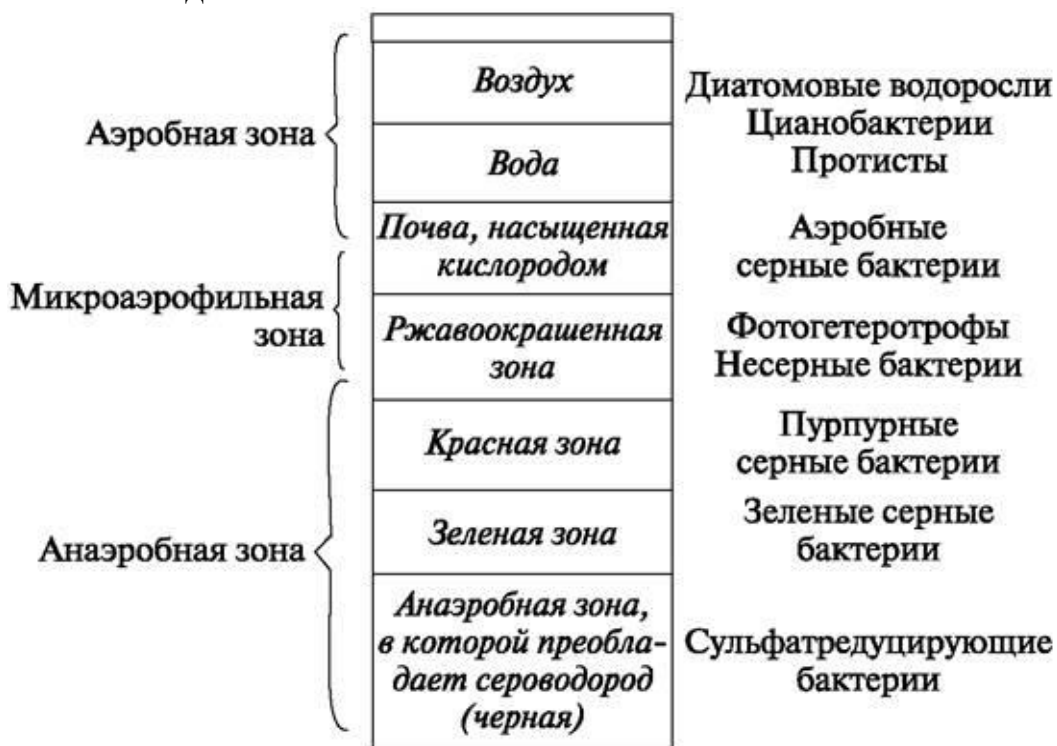 Воздух
Диатомовые водоросли
Цианобактерии
Протисты
Аэробная зона
Вода
Почва, насыщенная
кислородом
Аэробные
серные бактерии
Микроаэрофильная
зона
Ржавоокрашенная
зона
Фотогетеротрофы
Несерные бактерии
Красная зона
Пурпурные
серные бактерии
Анаэробная зона
Зеленая зона
Зеленые серные
бактерии
Анаэробная зона,
в которой преобла-
дает сероводород
(черная)
Сульфатредуцирующие
бактерии